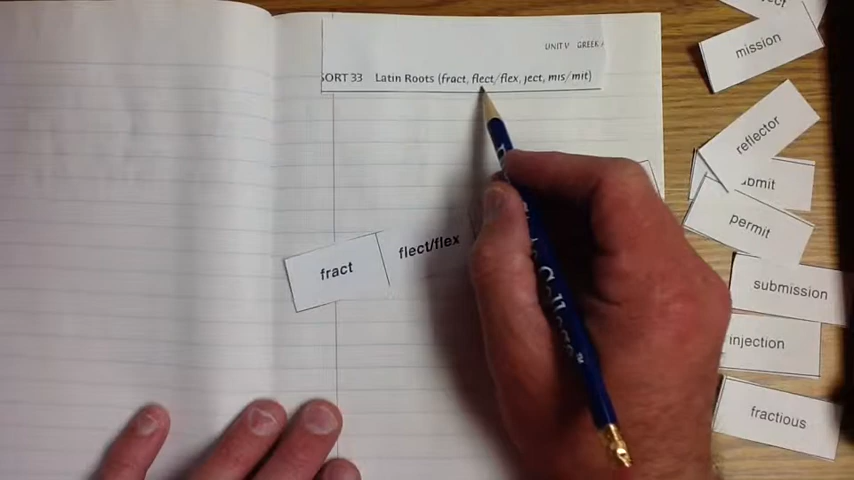 UNIT V GREEK
SORT 33 Latin Roots (fract, flect/flex, ject, mis/mit)
mission
reflector
permit
flect/flex
fract
submission
injection
fractious
College™